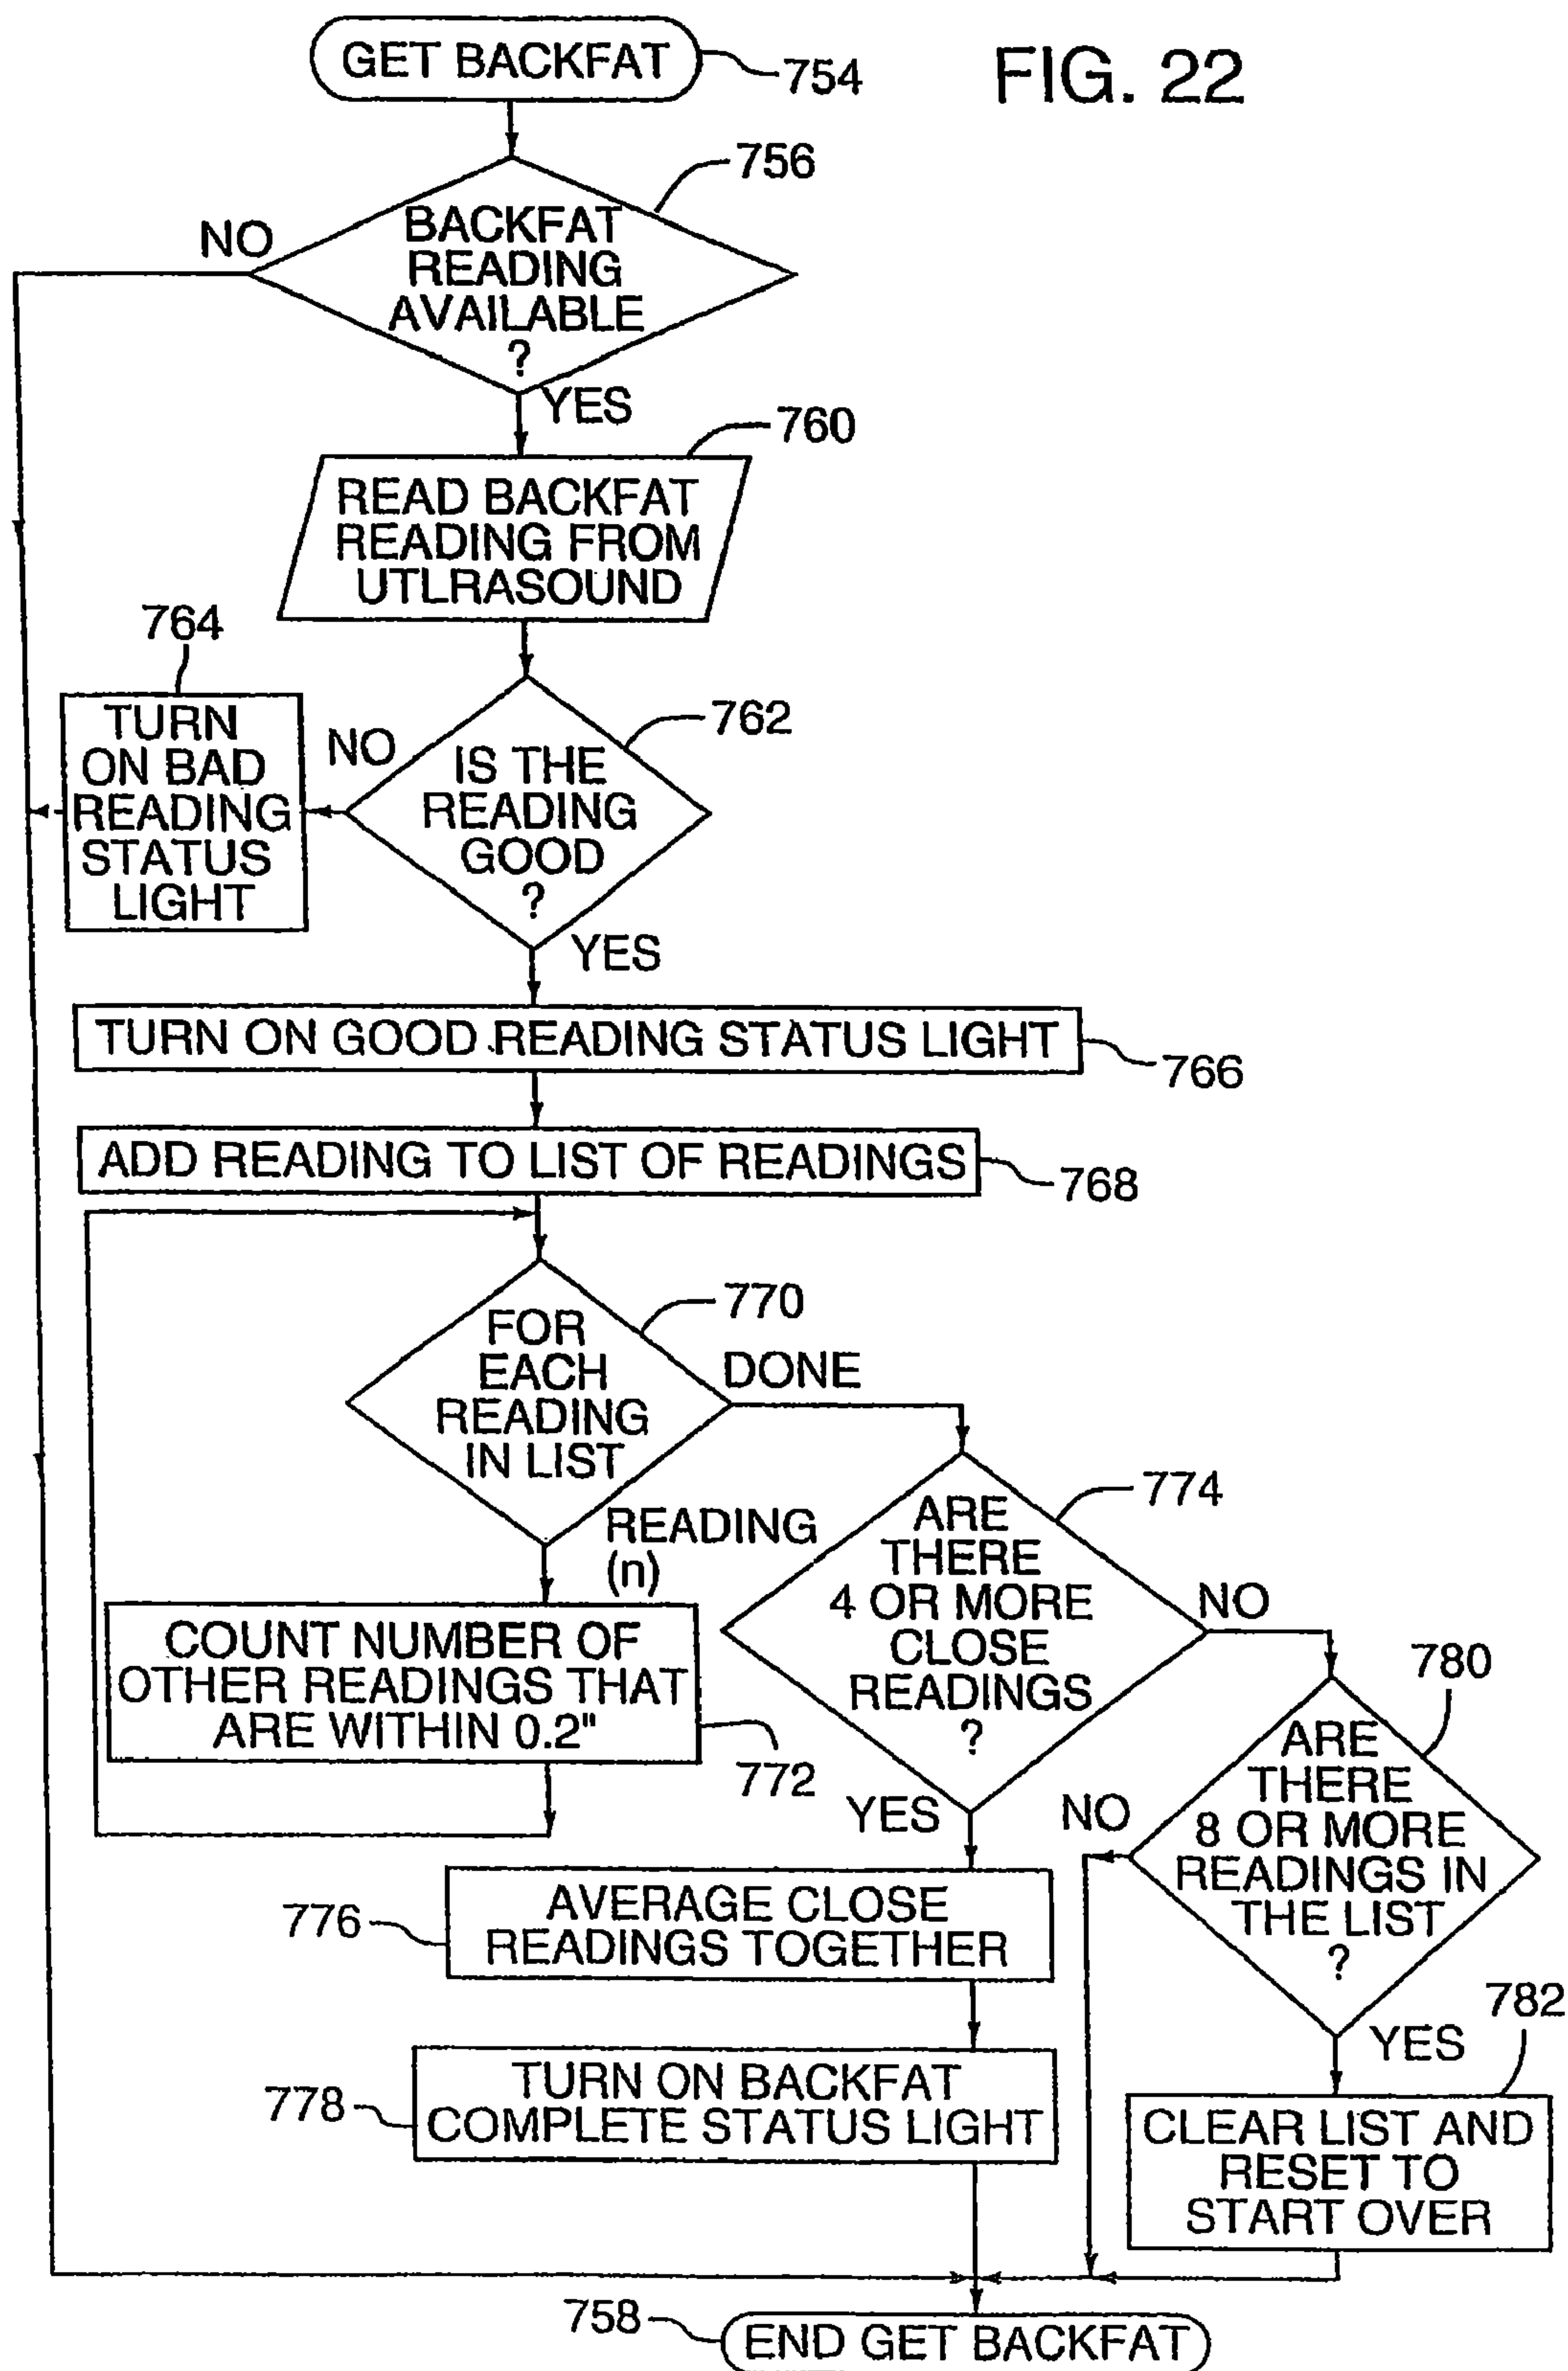 FIG. 22
GET BACKFAT
754
756
NO
BACKFAT
READING
AVAILABLE
?
YES
760
READ BACKFAT
READING FROM
UTLRASOUND
764
TURN
ON BAD
READING
STATUS
LIGHT
NO
762
IS THE
READING
GOOD
?
YES
TURN ON GOOD READING STATUS LIGHT
766
ADD READING TO LIST OF READINGS
768
770
FOR
EACH
READING
IN LIST
DONE
READING
(n)
COUNT NUMBER OF
OTHER READINGS THAT
ARE WITHIN 0.2"
772
774
ARE
THERE
4 OR MORE
CLOSE
READINGS
?
NO
YES
780
ARE
THERE
8 OR MORE
READINGS IN
THE LIST
?
NO
YES
776
AVERAGE CLOSE
READINGS TOGETHER
778
TURN ON BACKFAT
COMPLETE STATUS LIGHT
782
CLEAR LIST AND
RESET TO
START OVER
758
END GET BACKFAT